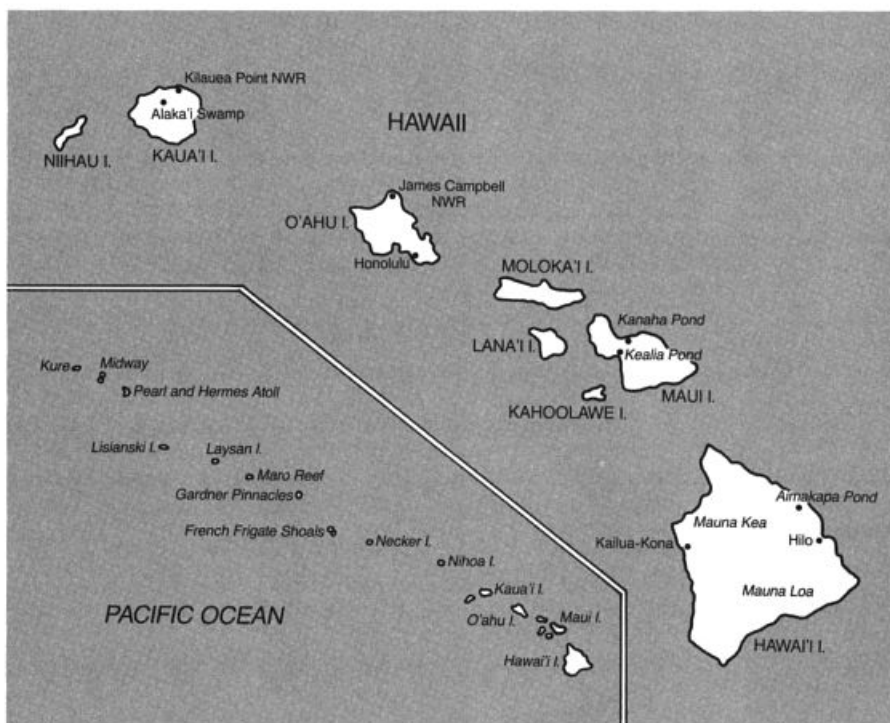 Kilauea Point NWR
Alaka'i Swamp
NIIHAU I.
KAUA'I I.
HAWAII
James Campbell
NWR
O'AHU I.
Honolulu
MOLOKA'I I.
Kanaha Pond
LANA'I I.
Kealia Pond
KAHOOLAWE I.
MAUI I.
Kure
Midway
Pearl and Hermes Atoll
Lisianski I.
Laysan I.
Maro Reef
Gardner Pinnacles
French Frigate Shoals
Necker I.
Nihoa I.
Kaua'i I.
O'ahu I.
Maui I.
Hawai'i I.
PACIFIC OCEAN
Aimakapa Pond
Mauna Kea
Kailua-Kona
Hilo
Mauna Loa
HAWAI'I I.